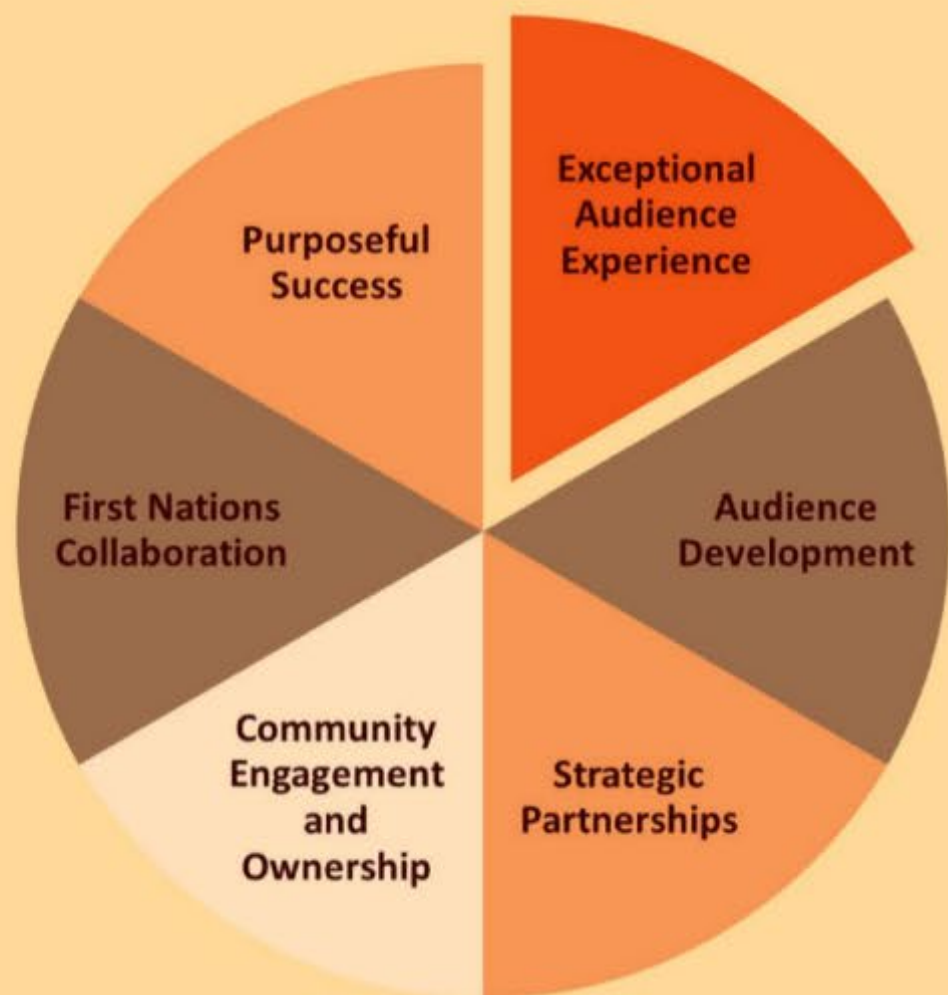 Exceptional
Audience
Experience
Audience
Development
Strategic
Partnerships
Community
Engagement
and
Ownership
First Nations
Collaboration
Purposeful
Success